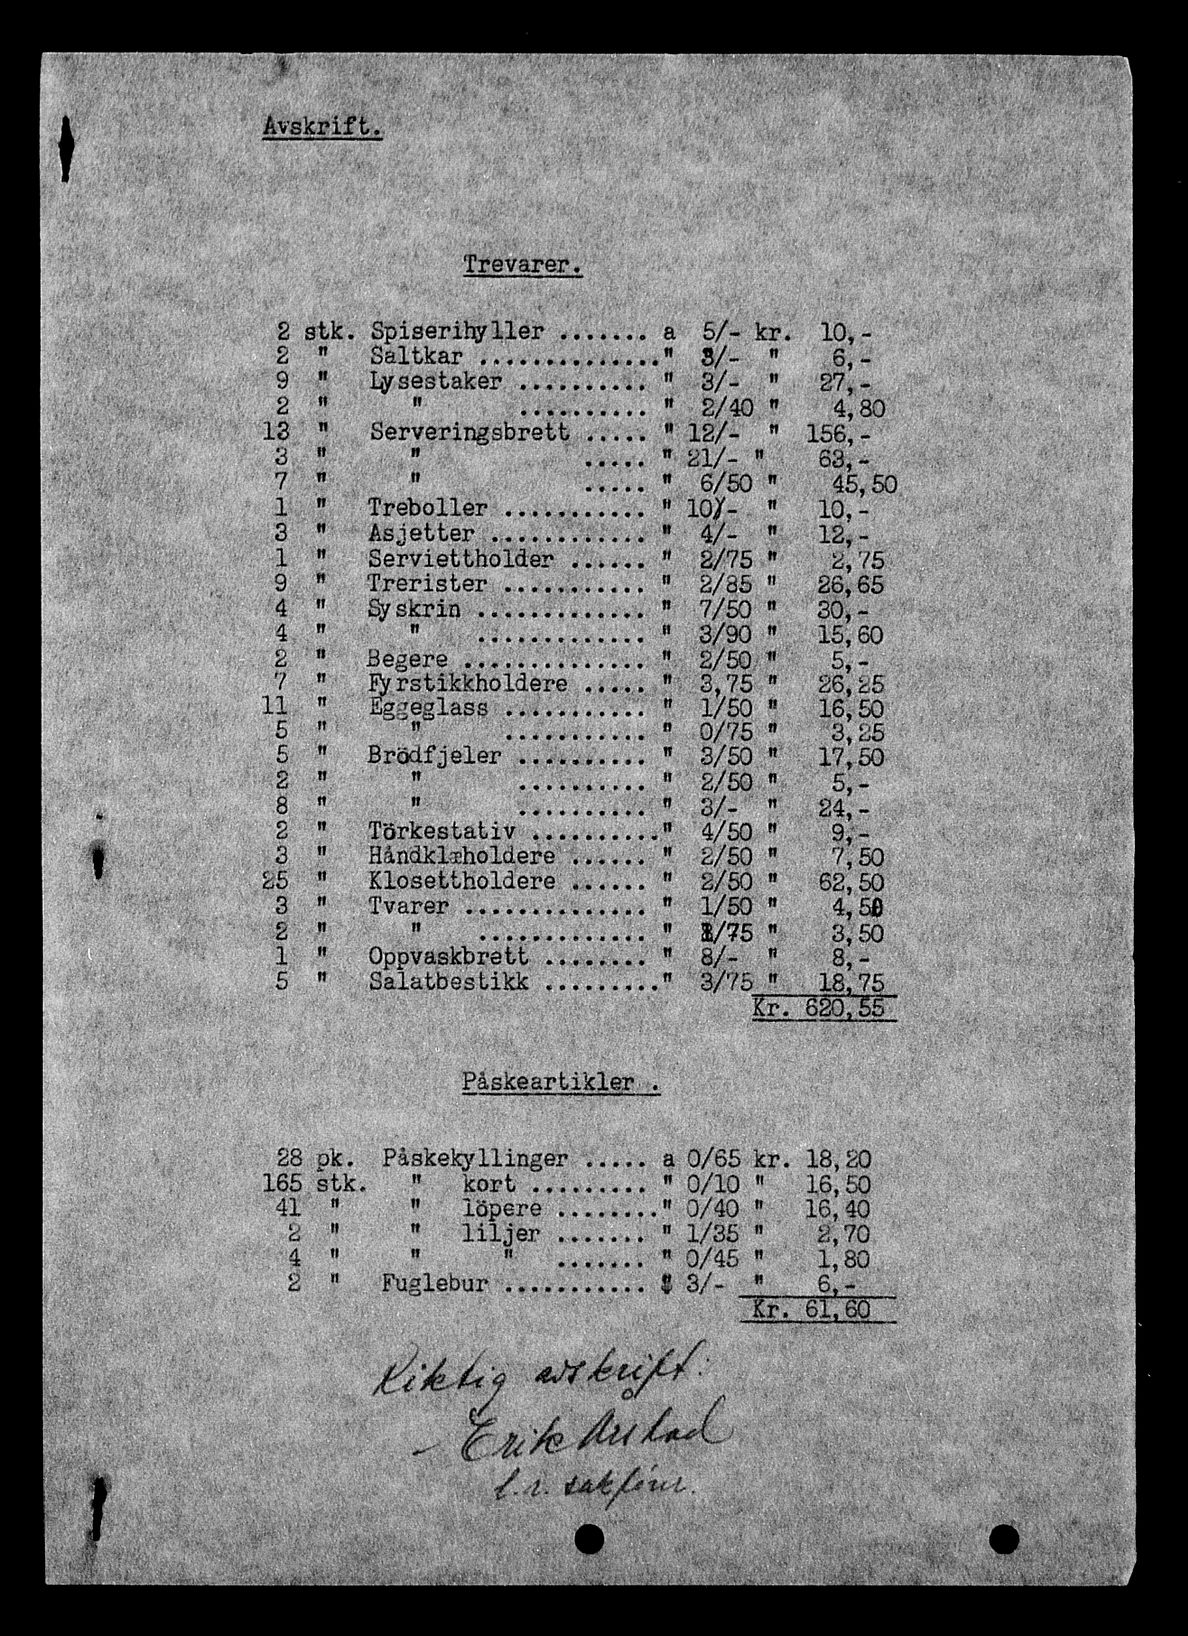 Avskrift.
Trevarer.
2 stk. Spiserihyller ....... a 5/- kr. 10,-
2 " Saltkar .............." 3/- " 6,-
9 " Lysestaker .......... " 3/- " 27,-
2 " " .......... " 2/40 " 4,80
13 " Serveringsbrett ..... " 12/- " 156,-
3 " " ..... " 21/- " 63,-
7 " " ..... " 6/50 " 45,50
1 " Treboller ........... " 10/- " 10,-
3 " Asjetter ............ " 4/- " 12,-
1 " Serviettholder ...... " 2/75 " 2,75
9 " Trerister ........... " 2/85 " 26,65
4 " Syskrin ............. " 7/50 " 30,-
4 " " ............. " 3/90 " 15,60
2 " Begere .............. " 2/50 " 5,-
7 " Fyrstikkholdere ..... " 3,75 " 26,25
11 " Eggeglass ........... " 1/50 " 16,50
5 " " ........... " 0/75 " 3,25
5 " Brödfjeler .......... " 3/50 " 17,50
2 " " .......... " 2/50 " 5,-
8 " " .......... " 3/- " 24,-
2 " Törkestativ .........." 4/50 " 9,-
3 " Håndklæholdere ...... " 2/50 " 7,50
25 " Klosettholdere ...... " 2/50 " 62,50
3 " Tvarer .............. " 1/50 " 4,50
2 " " ............. " 1/75 " 3,50
1 " Oppvaskbrett ........ " 8/- " 8,-
5 " Salatbestikk ........." 3/75 " 18,75
Kr. 620,55
Påskeartikler .
28 pk. Påskekyllinger ..... a 0/65 kr. 18,20
165 stk. " kort ......... " 0/10 " 16,50
41 " " löpere ........" 0/40 " 16,40
2 " " liljer ....... " 1/35 " 2,70
4 " " " ....... " 0/45 " 1,80
2 " Fuglebur ........... " 3/- " 6,-
Kr. 61,60
Riktig avskrift:
Erik Årstad
l.r. sakförer.